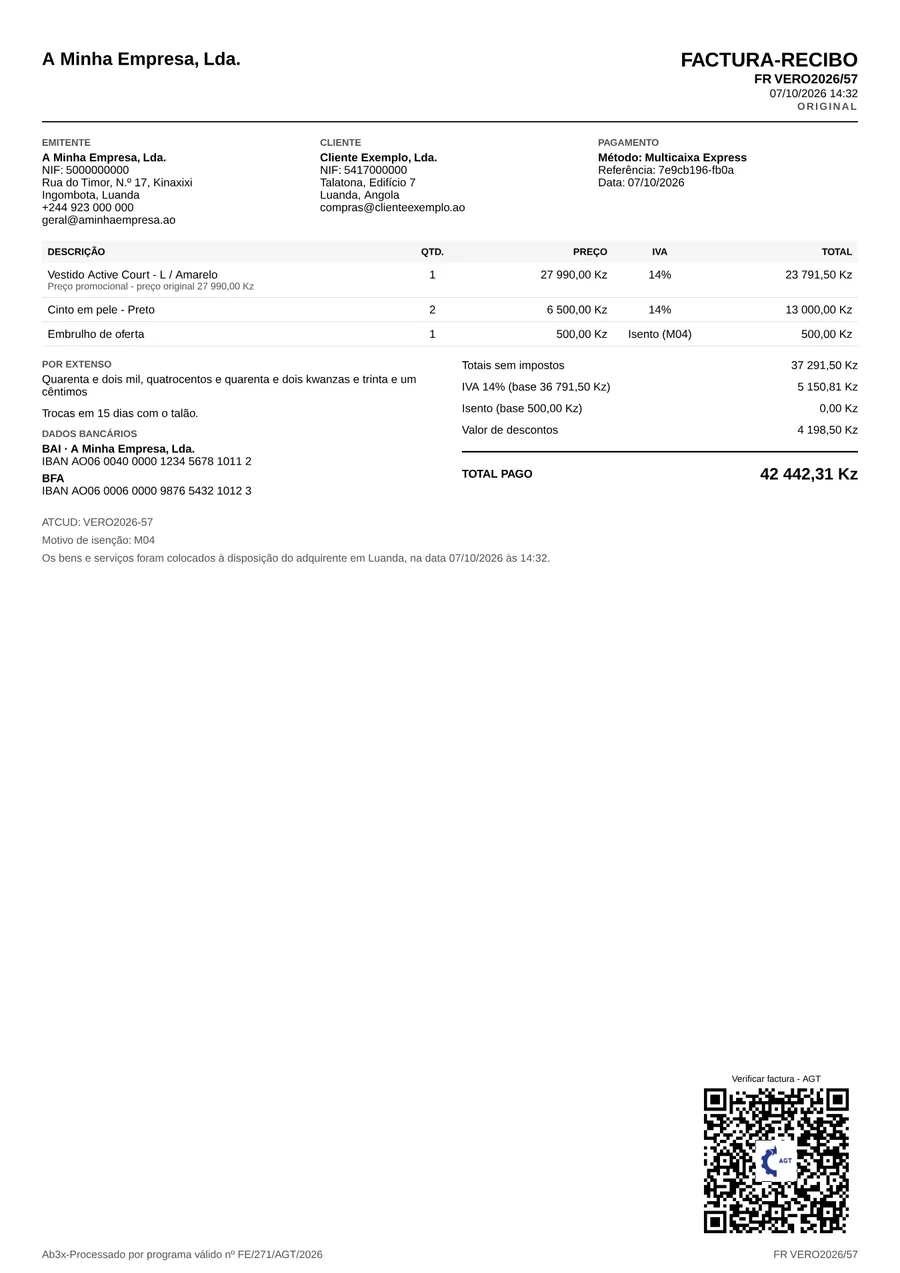 A Minha Empresa, Lda.
FACTURA-RECIBO
FR VERO2026/57
07/10/2026 14:32
ORIGINAL
EMITENTE
A Minha Empresa, Lda.
NIF: 5000000000
Rua do Timor, N.º 17, Kinaxixi
Ingombota, Luanda
+244 923 000 000
geral@aminhaempresa.ao
CLIENTE
Cliente Exemplo, Lda.
NIF: 5417000000
Talatona, Edifício 7
Luanda, Angola
compras@clienteexemplo.ao
PAGAMENTO
Método: Multicaixa Express
Referência: 7e9cb196-fb0a
Data: 07/10/2026
DESCRIÇÃO QTD. PREÇO IVA TOTAL
Vestido Active Court - L / Amarelo 1 27 990,00 Kz 14% 23 791,50 Kz
Preço promocional - preço original 27 990,00 Kz
Cinto em pele - Preto 2 6 500,00 Kz 14% 13 000,00 Kz
Embrulho de oferta 1 500,00 Kz Isento (M04) 500,00 Kz
POR EXTENSO
Quarenta e dois mil, quatrocentos e quarenta e dois kwanzas e trinta e um
cêntimos
Trocas em 15 dias com o talão.
DADOS BANCÁRIOS
BAI · A Minha Empresa, Lda.
IBAN AO06 0040 0000 1234 5678 1011 2
BFA
IBAN AO06 0006 0000 9876 5432 1012 3
Totais sem impostos 37 291,50 Kz
IVA 14% (base 36 791,50 Kz) 5 150,81 Kz
Isento (base 500,00 Kz) 0,00 Kz
Valor de descontos 4 198,50 Kz
TOTAL PAGO 42 442,31 Kz
ATCUD: VERO2026-57
Motivo de isenção: M04
Os bens e serviços foram colocados à disposição do adquirente em Luanda, na data 07/10/2026 às 14:32.
Verificar factura - AGT
AGT
Ab3x-Processado por programa válido nº FE/271/AGT/2026
FR VERO2026/57